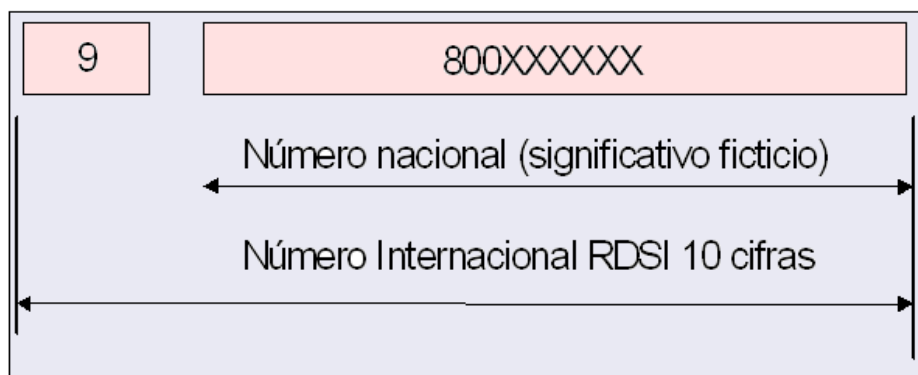 9 800XXXXXX
Número nacional (significativo ficticio)
Número Internacional RDSI 10 cifras